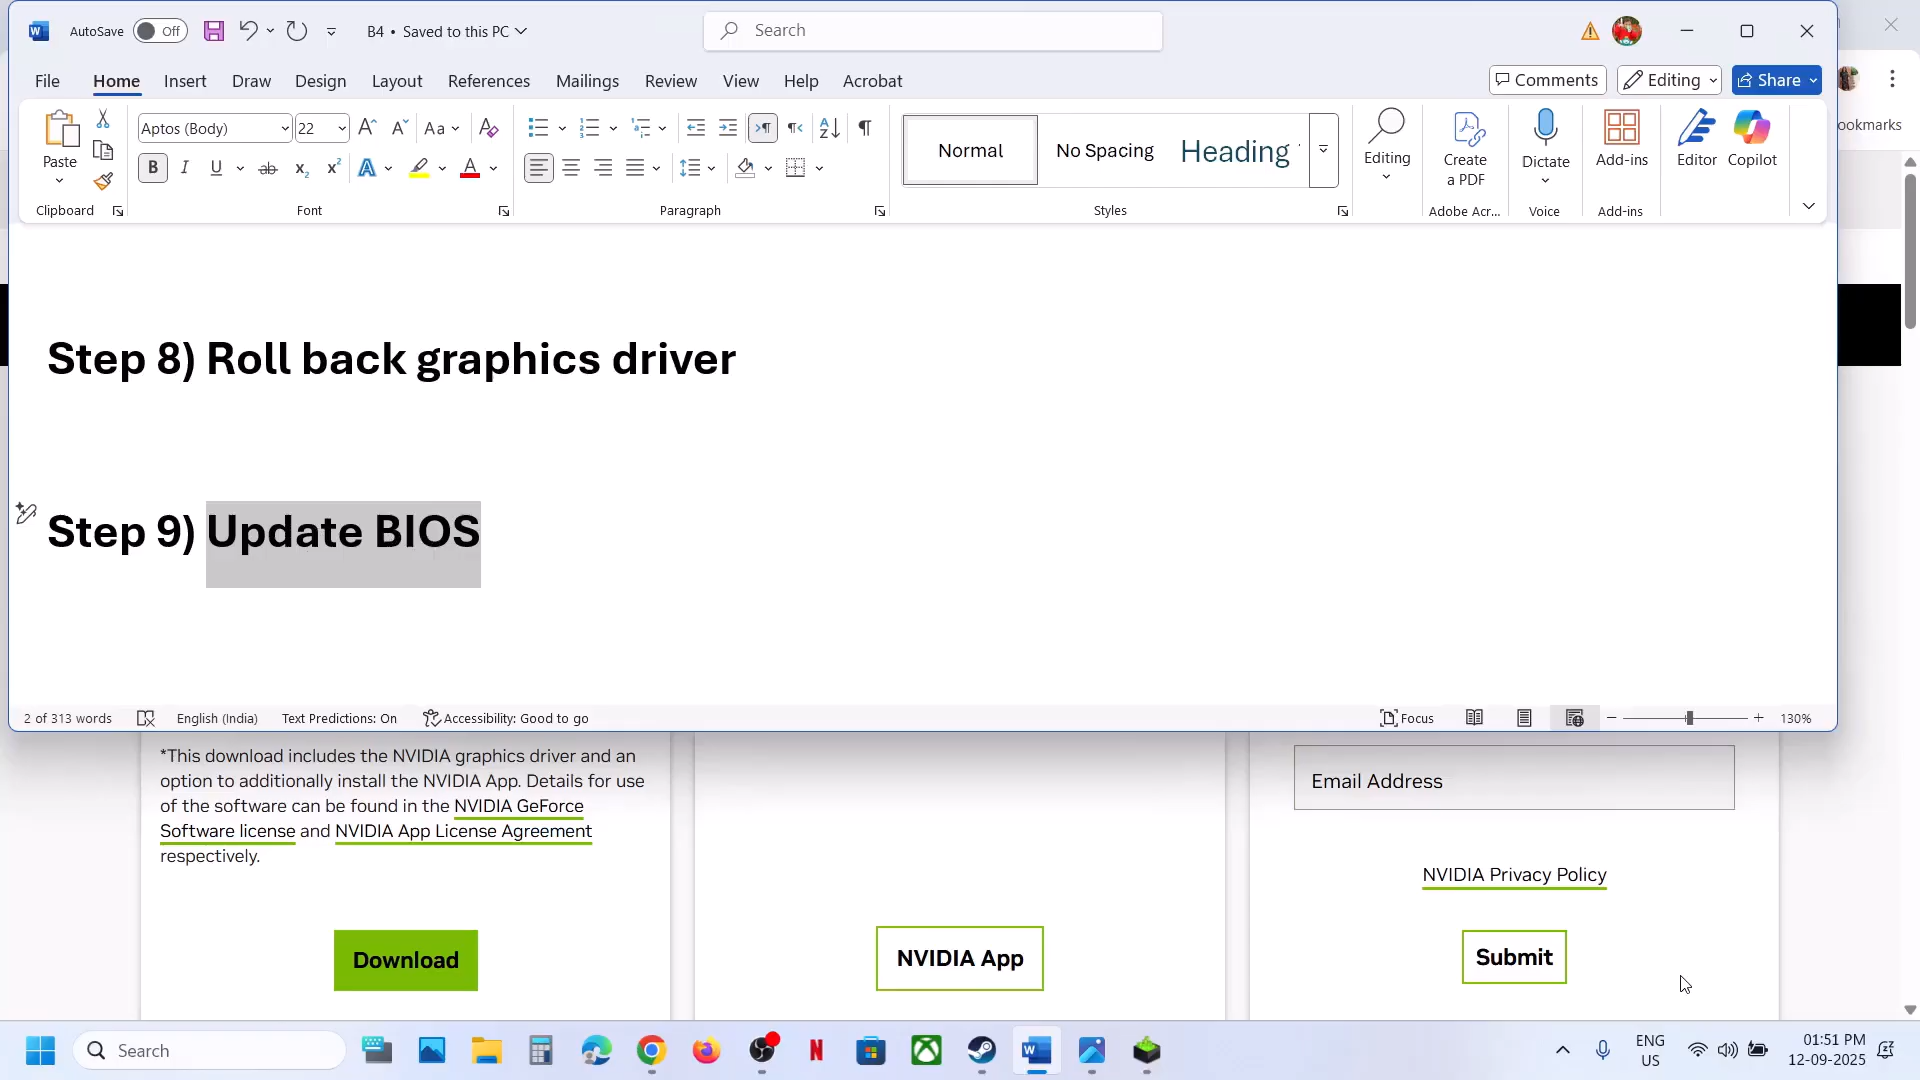 AutoSave Off B4 • Saved to this PC Search
File Home Insert Draw Design Layout References Mailings Review View Help Acrobat Comments Editing Share
Aptos (Body) 22
Paste
Clipboard Font Paragraph Styles
Normal No Spacing Heading
Editing
Create
a PDF
Adobe Acr...
Dictate
Voice
Add-ins
Add-ins
Editor Copilot
ookmarks
Step 8) Roll back graphics driver
Step 9) Update BIOS
2 of 313 words English (India) Text Predictions: On Accessibility: Good to go Focus 130%
*This download includes the NVIDIA graphics driver and an
option to additionally install the NVIDIA App. Details for use
of the software can be found in the NVIDIA GeForce
Software license and NVIDIA App License Agreement
respectively.
Download
NVIDIA App
Email Address
NVIDIA Privacy Policy
Submit
Search
ENG
US
01:51 PM
12-09-2025